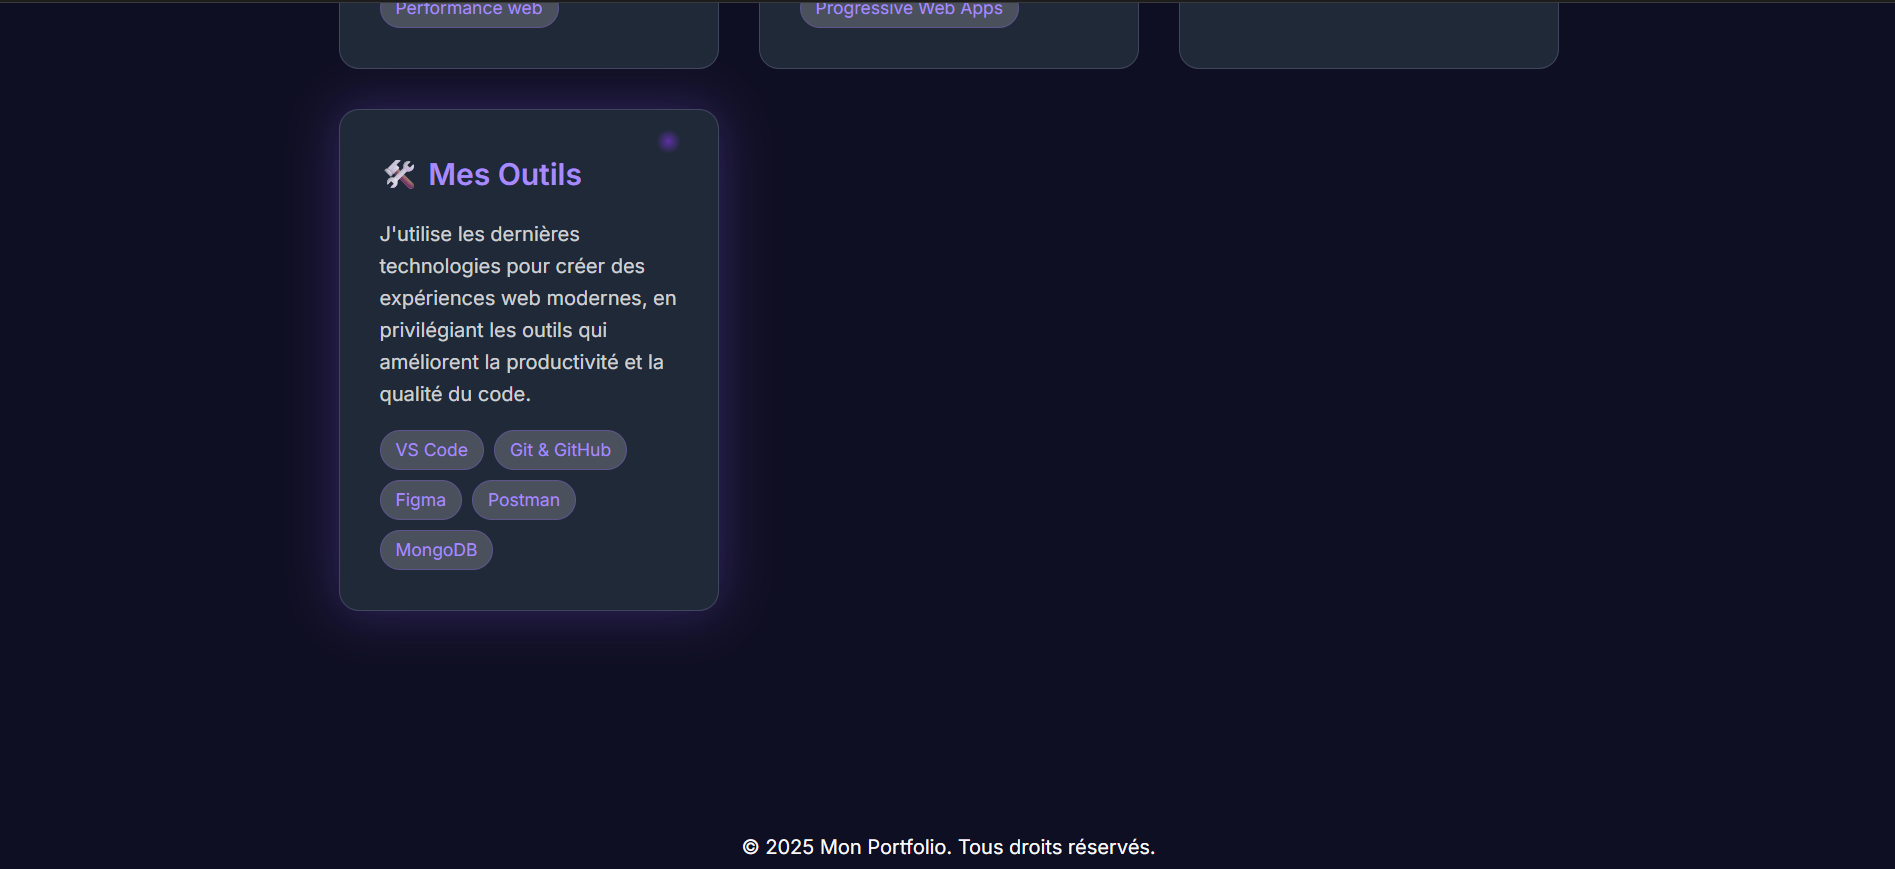 Performance web
Progressive Web Apps
Mes Outils
J'utilise les dernières
technologies pour créer des
expériences web modernes, en
privilégiant les outils qui
améliorent la productivité et la
qualité du code.
VS Code
Git & GitHub
Figma
Postman
MongoDB
© 2025 Mon Portfolio. Tous droits réservés.